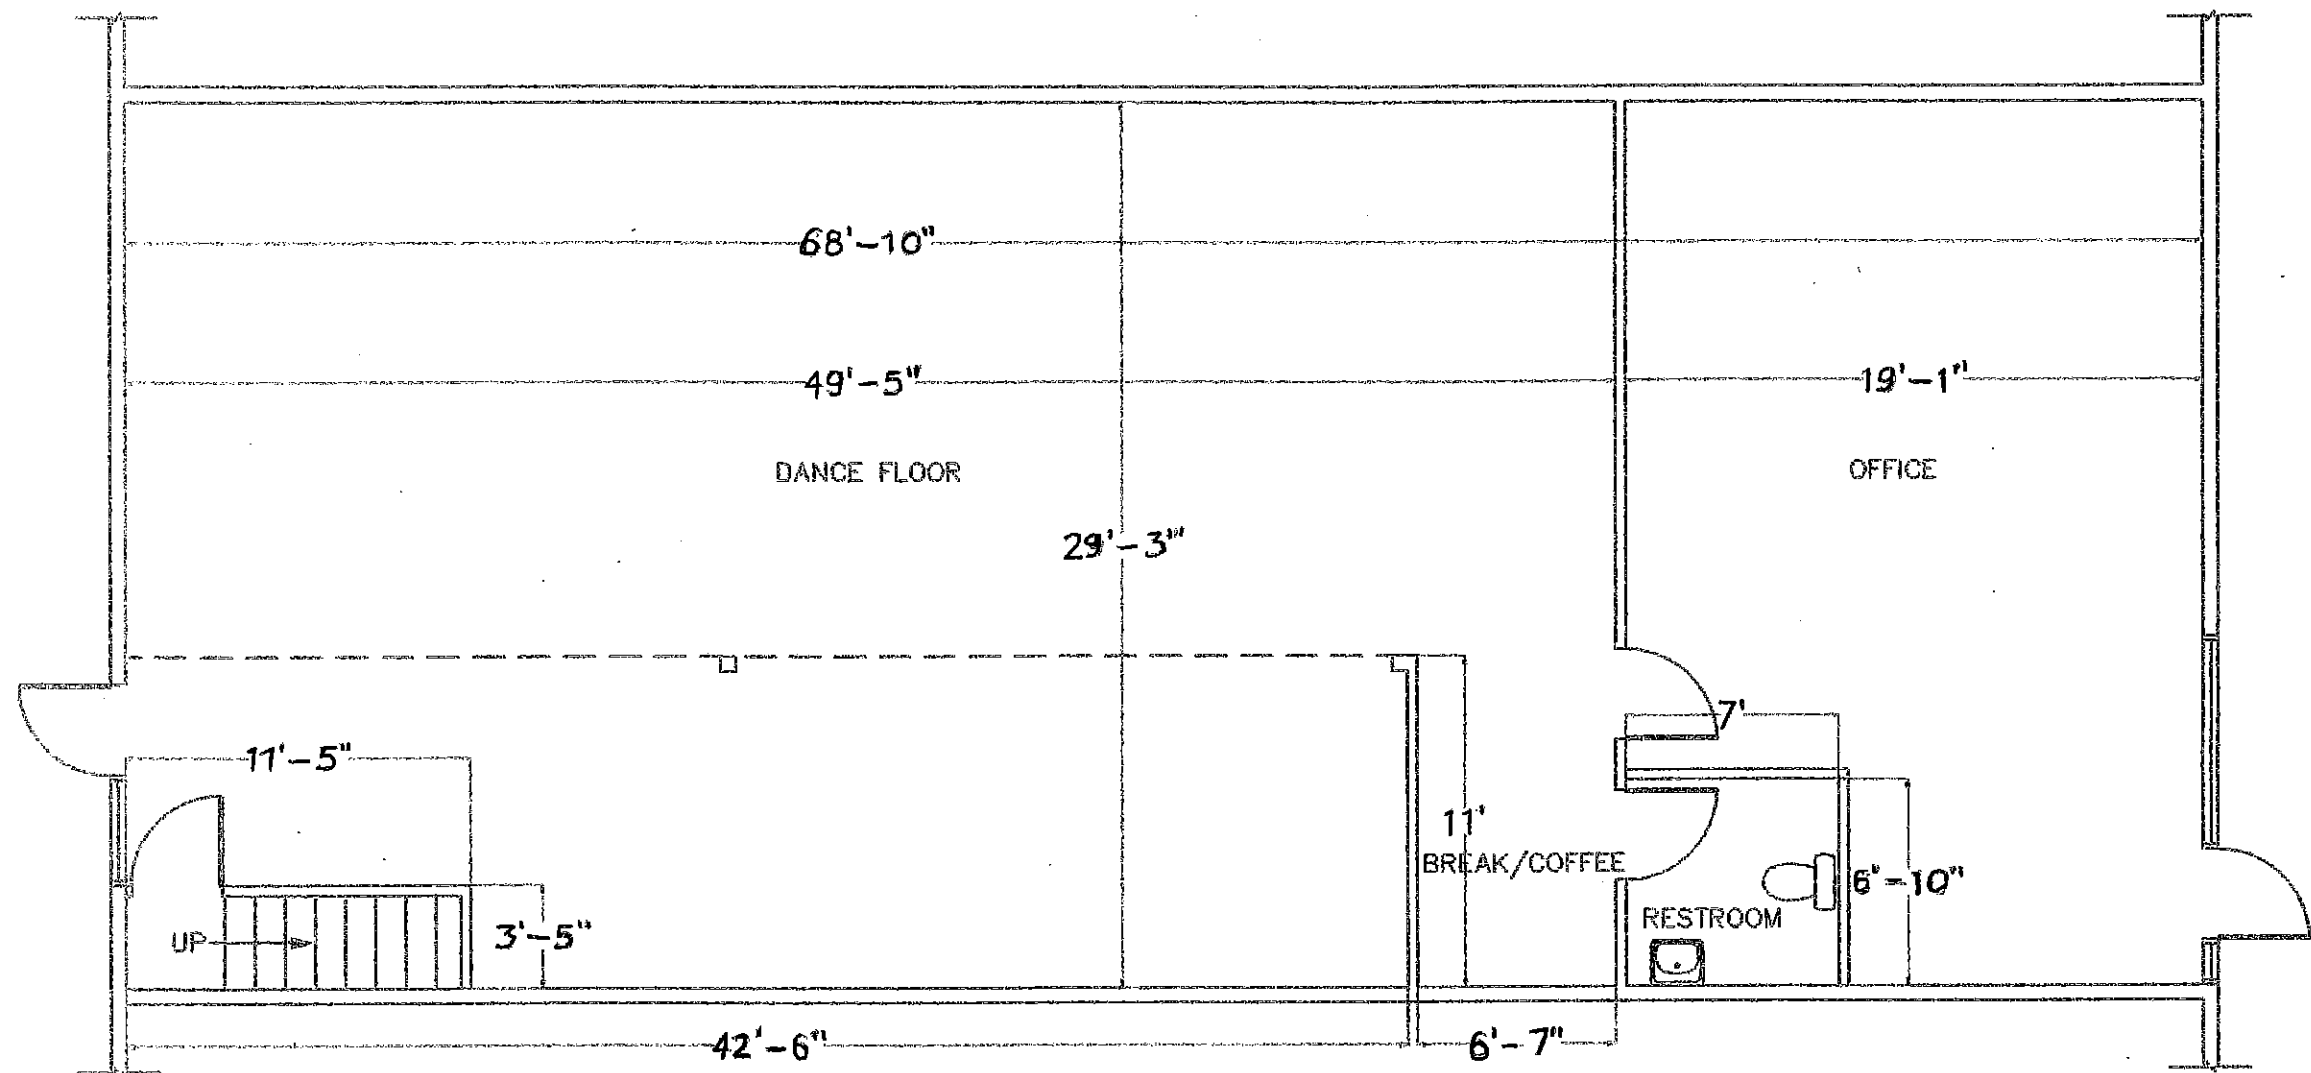 68'-10"
49'-5"
19'-1"
DANCE FLOOR
OFFICE
29'-3"
7'
11'-5"
11'
BREAK/COFFEE
6'-10"
RESTROOM
UP
3'-5"
42'-6"
6'-7"